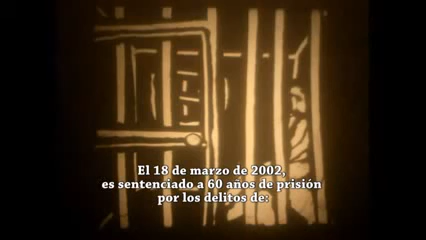 El 18 de marzo de 2002,
es sentenciado a 60 años de prisión
por los delitos de: